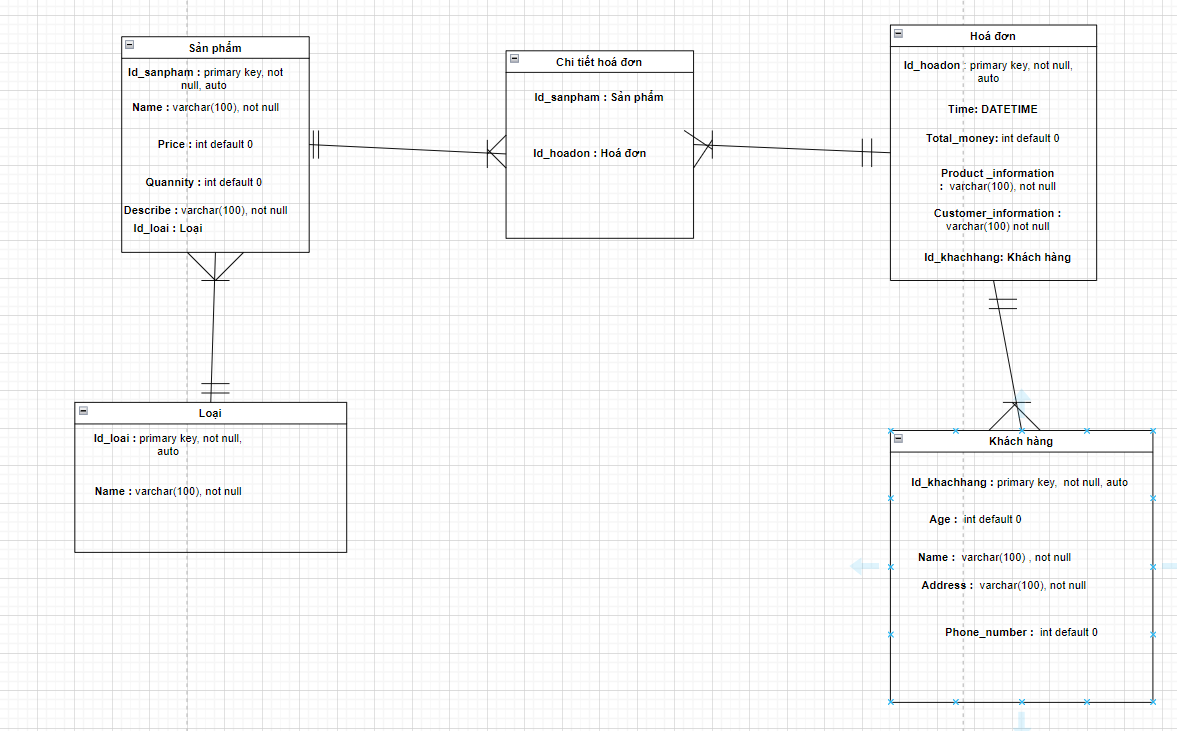 Sản phẩm
Id_sanpham : primary key, not
null, auto
Name : varchar(100), not null
Price : int default 0
Quannity : int default 0
Describe : varchar(100), not null
Id_loai : Loại
Chi tiết hoá đơn
Id_sanpham : Sản phẩm
Id_hoadon : Hoá đơn
Hoá đơn
Id_hoadon : primary key, not null,
auto
Time: DATETIME
Total_money: int default 0
Product _information
: varchar(100), not null
Customer_information :
varchar(100) not null
Id_khachhang: Khách hàng
Loại
Id_loai : primary key, not null,
auto
Name : varchar(100), not null
Khách hàng
Id_khachhang : primary key, not null, auto
Age : int default 0
Name : varchar(100) , not null
Address : varchar(100), not null
Phone_number : int default 0